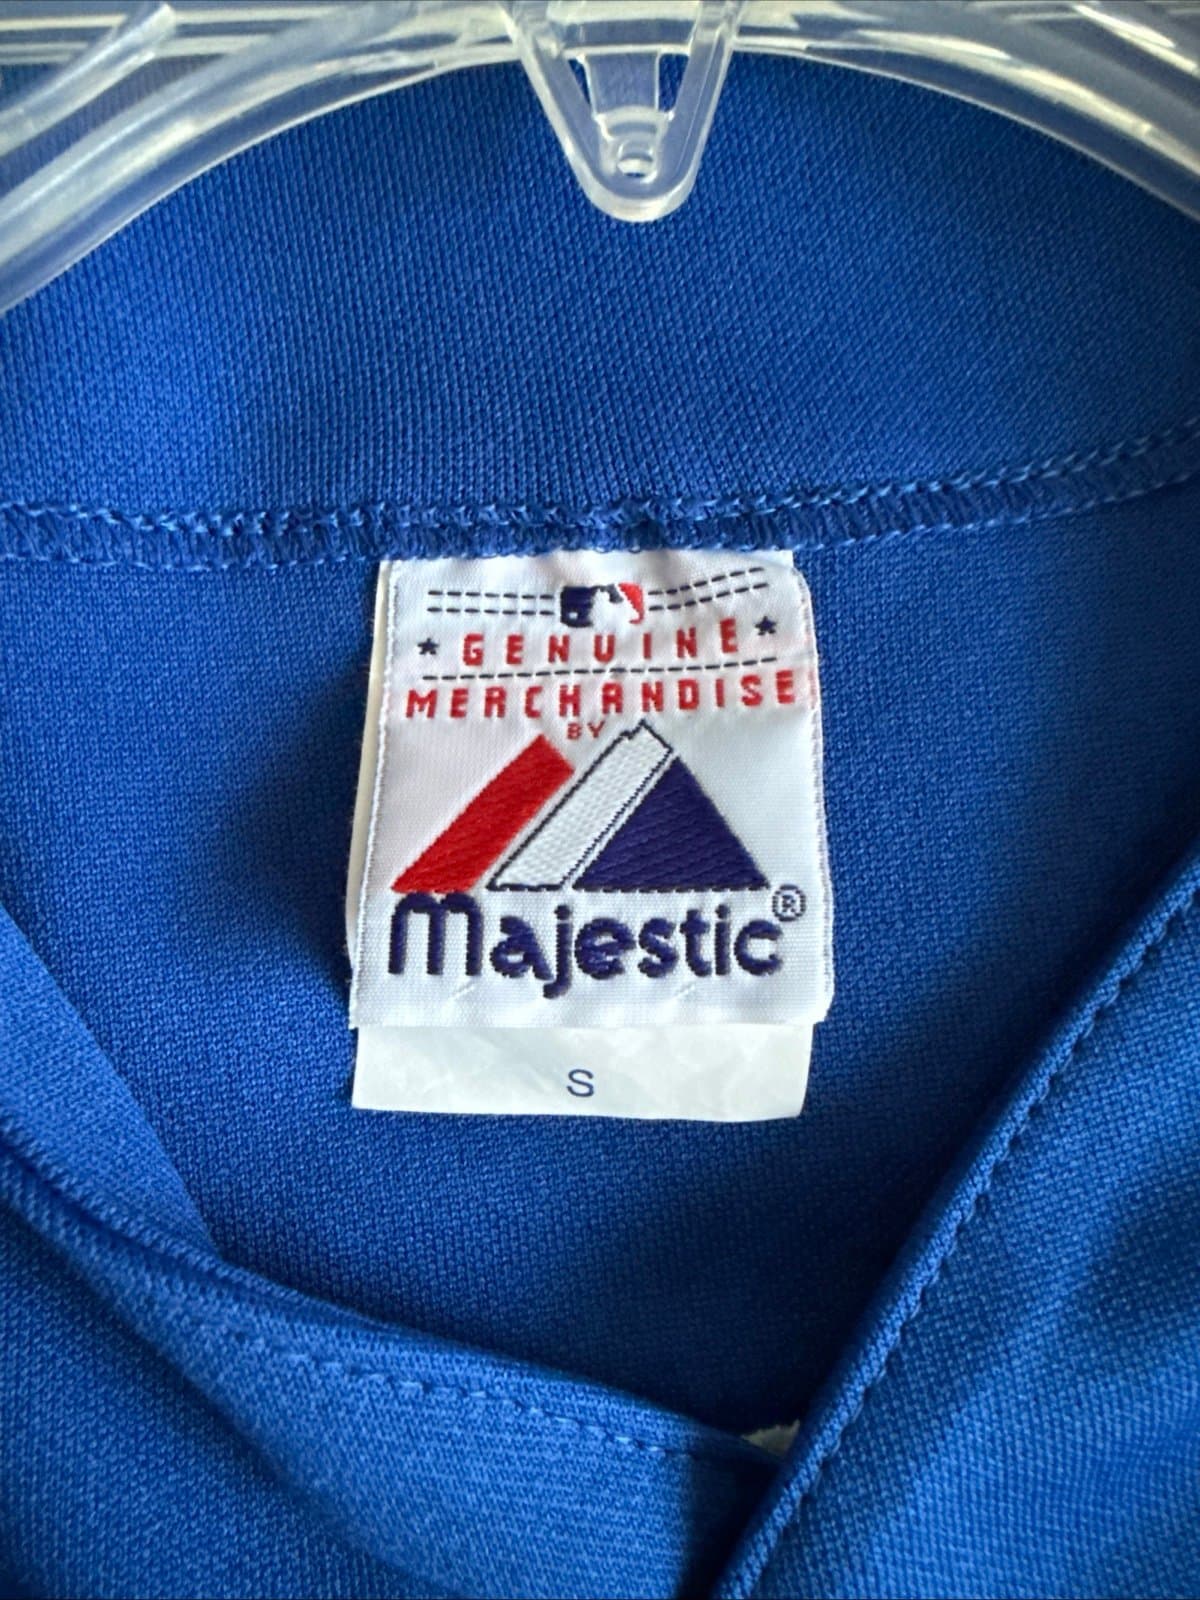 GENUINE
MERCHANDISE
BY
Majestic®
S